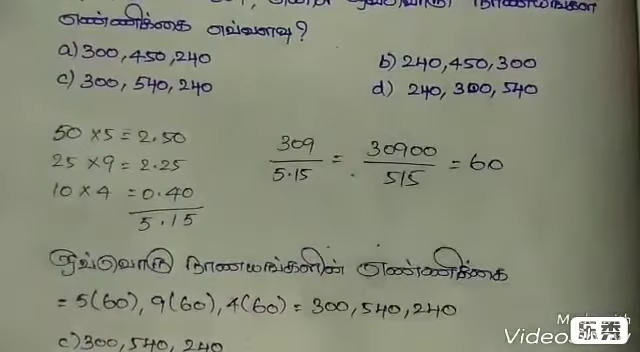 எண்ணிக்கை எவ்வளவு?
a) 300, 450, 240
b) 240, 450, 300
c) 300, 540, 240
d) 240, 300, 540
50 × 5 = 2.50
25 × 9 = 2.25
10 × 4 = 0.40
5.15
309/5.15 = 30900/515 = 60
ஒவ்வொரு நாணயங்களின் எண்ணிக்கை
= 5(60), 9(60), 4(60) = 300, 540, 240
c) 300, 540, 240
Video
乐秀